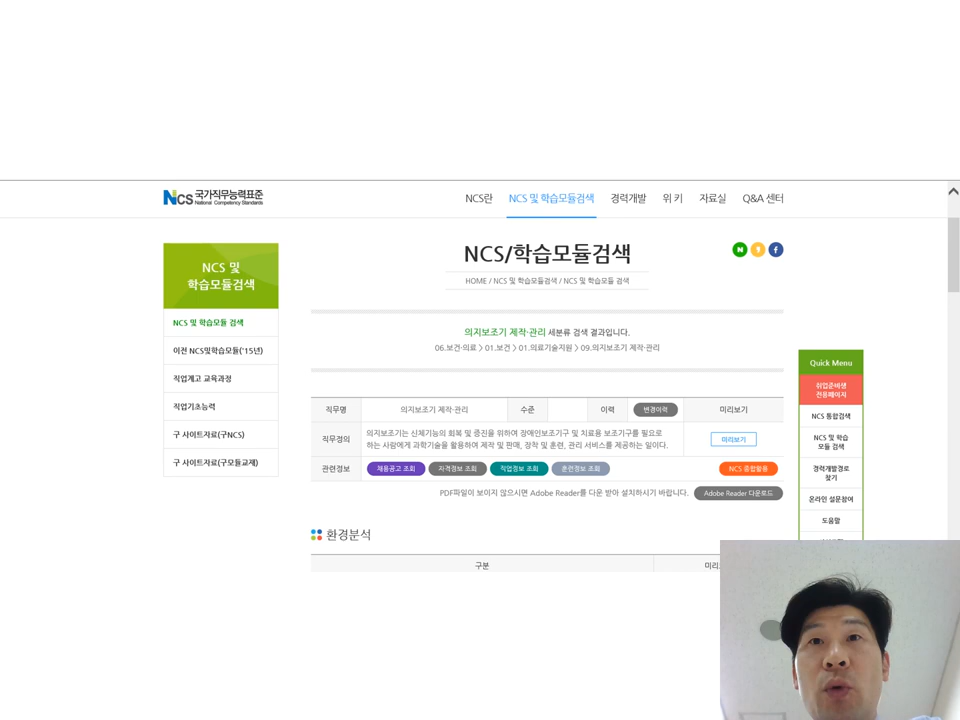 NCS 국가직무능력표준
National Competency Standards
NCS란
NCS 및 학습모듈검색
경력개발
위 키
자료실
Q&A 센터
NCS 및
학습모듈검색
NCS 및 학습모듈 검색
이전 NCS및학습모듈('15년)
직업계고 교육과정
직업기초능력
구 사이트자료(구NCS)
구 사이트자료(구모듈교재)
NCS/학습모듈검색
HOME / NCS 및 학습모듈검색 / NCS 및 학습모듈 검색
의지보조기 제작·관리 세분류 검색 결과입니다.
06.보건·의료 > 01.보건 > 01.의료기술지원 > 09.의지보조기 제작·관리
직무명 의지보조기 제작·관리 수준 이력 변경이력 미리보기
직무정의 의지보조기는 신체기능의 회복 및 증진을 위하여 장애인보조기구 및 치료용 보조기구를 필요로
하는 사람에게 과학기술을 활용하여 제작 및 판매, 장착 및 훈련, 관리 서비스를 제공하는 일이다.
미리보기
관련정보 채용공고 조회 자격정보 조회 직업정보 조회 훈련정보 조회 NCS 종합활용
PDF파일이 보이지 않으시면 Adobe Reader를 다운 받아 설치하시기 바랍니다. Adobe Reader 다운로드
환경분석
구분
Quick Menu
취업준비생
전용페이지
NCS 통합검색
NCS 및 학습
모듈 검색
경력개발경로
찾기
온라인 설문참여
도움말